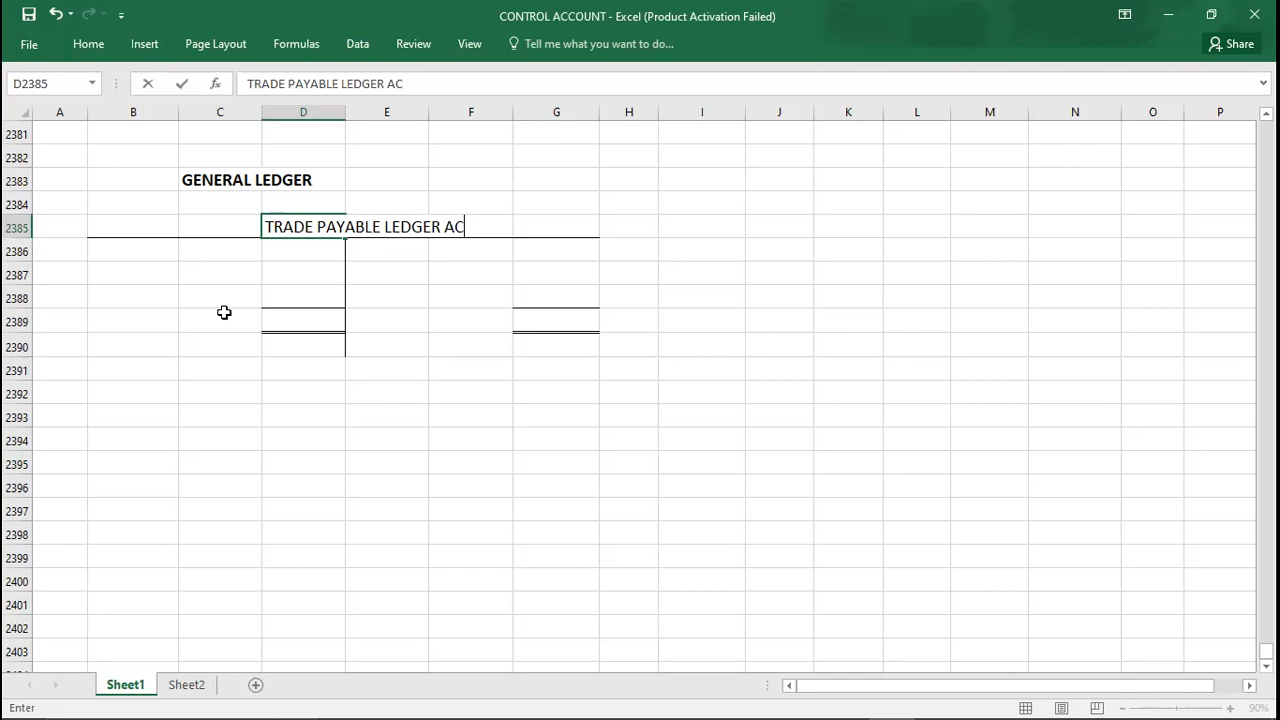 CONTROL ACCOUNT - Excel (Product Activation Failed)
File Home Insert Page Layout Formulas Data Review View Tell me what you want to do... Share
D2385 fx TRADE PAYABLE LEDGER AC
A B C D E F G H I J K L M N O P
2381
2382
2383 GENERAL LEDGER
2384
2385 TRADE PAYABLE LEDGER AC
2386
2387
2388
2389
2390
2391
2392
2393
2394
2395
2396
2397
2398
2399
2400
2401
2402
2403
Sheet1 Sheet2
Enter 90%